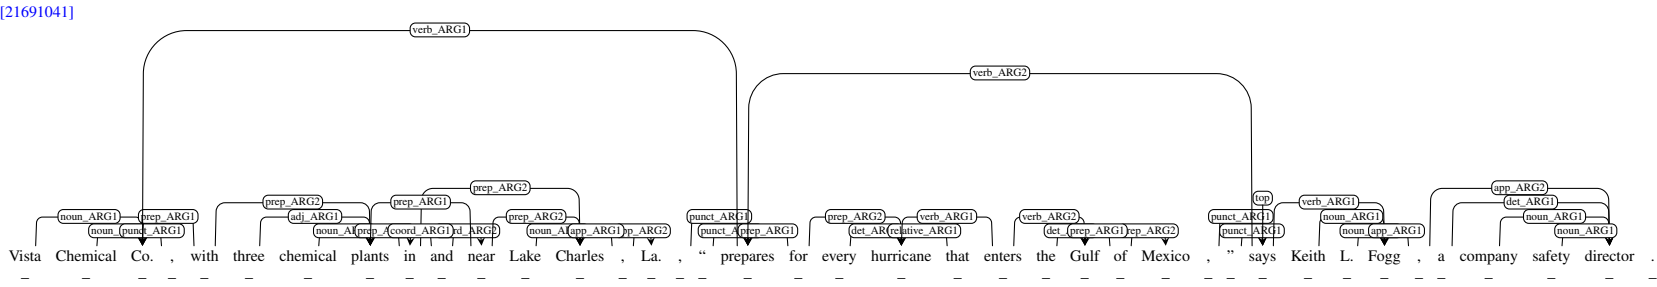 [21691041]
verb_ARG1
verb_ARG2
prep_ARG2 top app_ARG2
prep_ARG2 prep_ARG1 verb_ARG1 det_ARG1
noun_ARG1 prep_ARG1 adj_ARG1 prep_ARG2 punct_ARG1 prep_ARG2 verb_ARG1 verb_ARG2 punct_ARG1 noun_ARG1 noun_ARG1
punct_ARG1 coord_ARG1 app_ARG1 prep_ARG1 relative_ARG1 prep_ARG1 punct_ARG1 app_ARG1 noun_ARG1
Vista Chemical Co. , with three chemical plants in and near Lake Charles , La. , “ prepares for every hurricane that enters the Gulf of Mexico , ” says Keith L. Fogg , a company safety director .
_ _ _ _ _ _ _ _ _ _ _ _ _ _ _ _ _ _ _ _ _ _ _ _ _ _ _ _ _ _ _ _ _ _ _ _ _ _ _ _